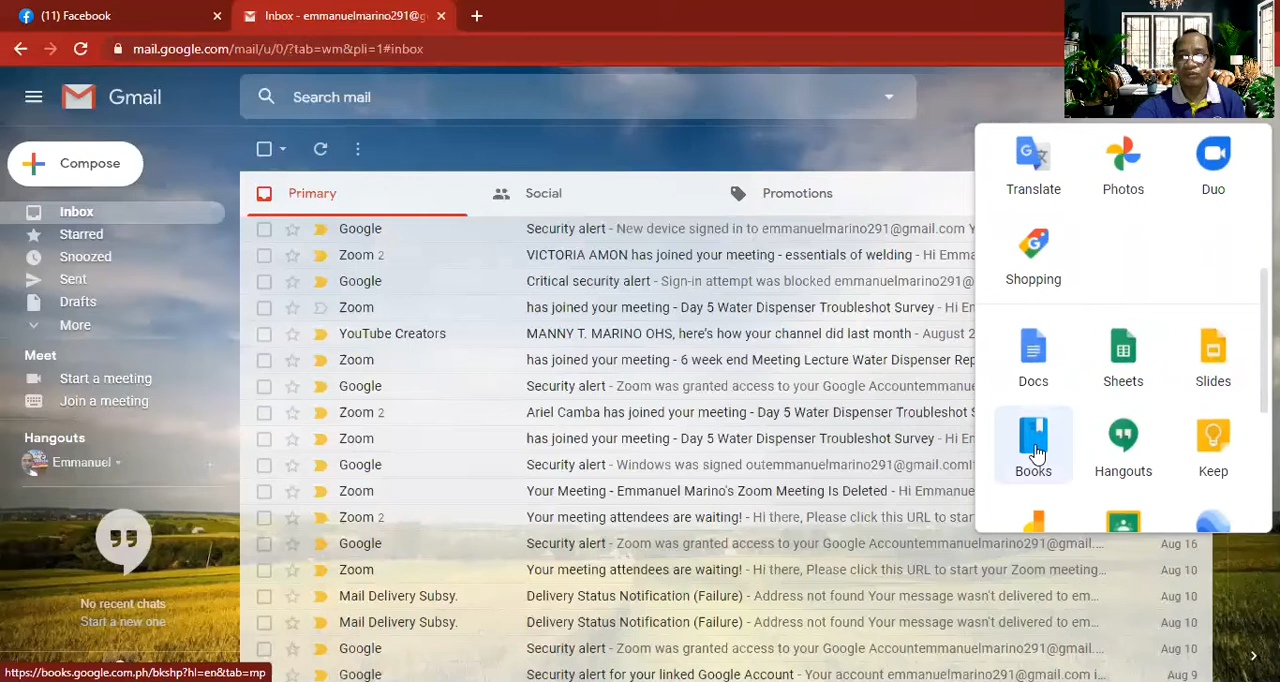 (11) Facebook
Inbox - emmanuelmarino291@g
mail.google.com/mail/u/0/?tab=wm&pli=1#inbox
Gmail
Search mail
Compose
Inbox
Starred
Snoozed
Sent
Drafts
More
Meet
Start a meeting
Join a meeting
Hangouts
Emmanuel
No recent chats
Start a new one
Primary
Social
Promotions
Google Security alert - New device signed in to emmanuelmarino291@gmail.com
Zoom 2 VICTORIA AMON has joined your meeting - essentials of welding - Hi Emm
Google Critical security alert - Sign-in attempt was blocked emmanuelmarino291@
Zoom has joined your meeting - Day 5 Water Dispenser Troubleshot Survey - Hi
YouTube Creators MANNY T. MARINO OHS, here's how your channel did last month - August 2
Zoom has joined your meeting - 6 week end Meeting Lecture Water Dispenser Rep
Google Security alert - Zoom was granted access to your Google Accountemmanuelm
Zoom 2 Ariel Camba has joined your meeting - Day 5 Water Dispenser Troubleshot
Zoom has joined your meeting - Day 5 Water Dispenser Troubleshot Survey - Hi
Google Security alert - Windows was signed outemmanuelmarino291@gmail.comIf
Zoom Your Meeting - Emmanuel Marino's Zoom Meeting Is Deleted - Hi Emmanuel
Zoom 2 Your meeting attendees are waiting! - Hi there, Please click this URL to star
Google Security alert - Zoom was granted access to your Google Accountemmanuelmarino291@gmail.com.... Aug 16
Zoom Your meeting attendees are waiting! - Hi there, Please click this URL to start your Zoom meeting... Aug 10
Mail Delivery Subsy. Delivery Status Notification (Failure) - Address not found Your message wasn't delivered to em... Aug 10
Mail Delivery Subsy. Delivery Status Notification (Failure) - Address not found Your message wasn't delivered to em... Aug 10
Google Security alert - Zoom was granted access to your Google Accountemmanuelmarino291@gmail.com.... Aug 10
Google Security alert for your linked Google Account - Your account emmanuelmarino291@gmail.com i... Aug 9
Translate Photos Duo
Shopping
Docs Sheets Slides
Books Hangouts Keep
https://books.google.com.ph/bkshp?hl=en&tab=mp